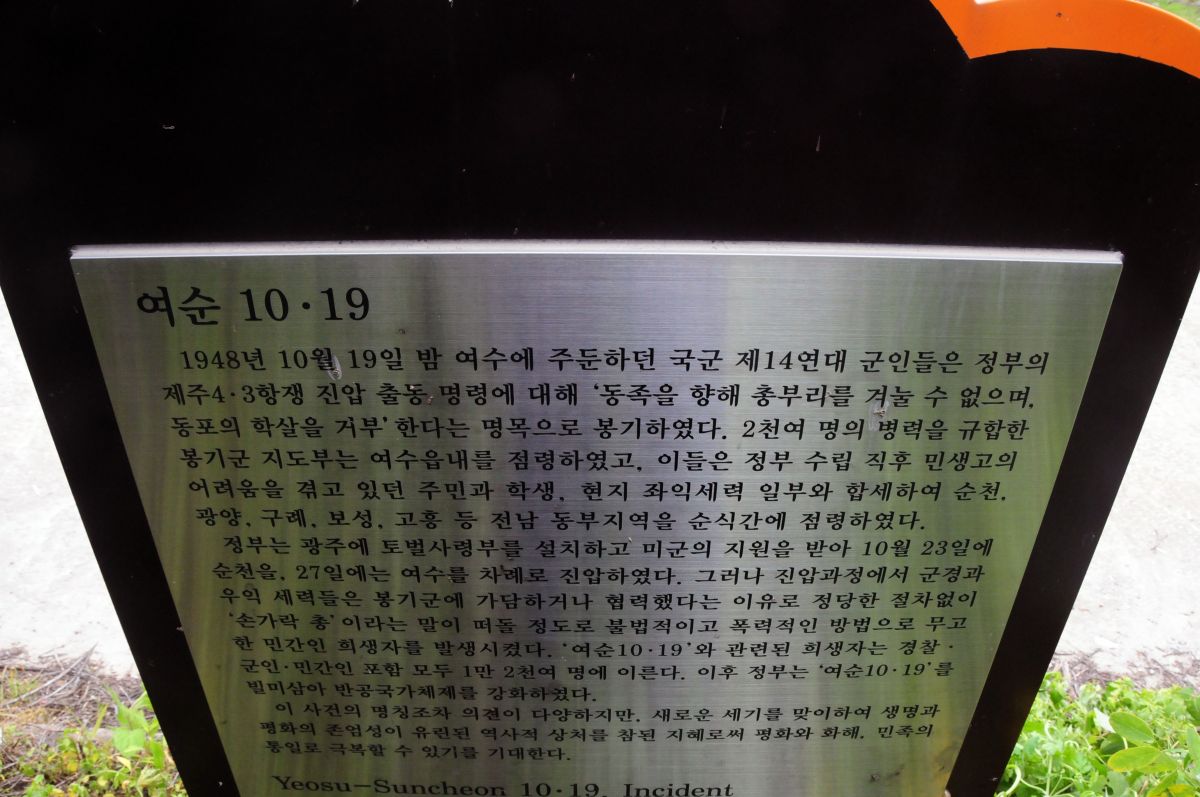 여순 10·19
1948년 10월 19일 밤 여수에 주둔하던 국군 제14연대 군인들은 정부의
제주4·3항쟁 진압 출동 명령에 대해 '동족을 향해 총부리를 겨눌 수 없으며,
동포의 학살을 거부'한다는 명목으로 봉기하였다. 2천여 명의 병력을 규합한
봉기군 지도부는 여수읍내를 점령하였고, 이들은 정부 수립 직후 민생고의
어려움을 겪고 있던 주민과 학생, 현지 좌익세력 일부와 합세하여 순천,
광양, 구례, 보성, 고흥 등 전남 동부지역을 순식간에 점령하였다.
정부는 광주에 토벌사령부를 설치하고 미군의 지원을 받아 10월 23일에
순천을, 27일에는 여수를 차례로 진압하였다. 그러나 진압과정에서 군경과
우익 세력들은 봉기군에 가담하거나 협력했다는 이유로 정당한 절차없이
'손가락 총'이라는 말이 떠돌 정도로 불법적이고 폭력적인 방법으로 무고
한 민간인 희생자를 발생시켰다. '여순10·19'와 관련된 희생자는 경찰·
군인·민간인 포함 모두 1만 2천여 명에 이른다. 이후 정부는 '여순10·19'를
빌미삼아 반공국가체제를 강화하였다.
이 사건의 명칭조차 의견이 다양하지만, 새로운 세기를 맞이하여 생명과
평화의 존엄성이 유린된 역사적 상처를 참된 지혜로써 평화와 화해, 민족의
통일로 극복할 수 있기를 기대한다.
Yeosu-Suncheon 10·19, Incident